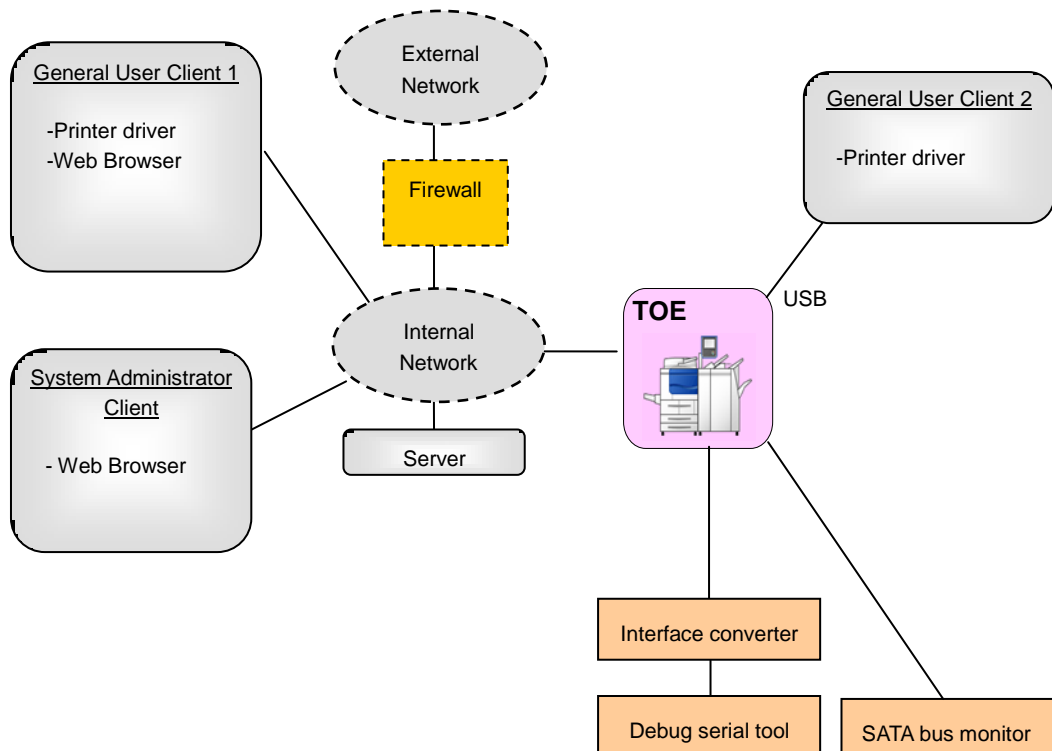 External
Network
General User Client 1
-Printer driver
-Web Browser
General User Client 2
-Printer driver
Firewall
USB
TOE
Internal
Network
System Administrator
Client
- Web Browser
Server
Interface converter
Debug serial tool
SATA bus monitor